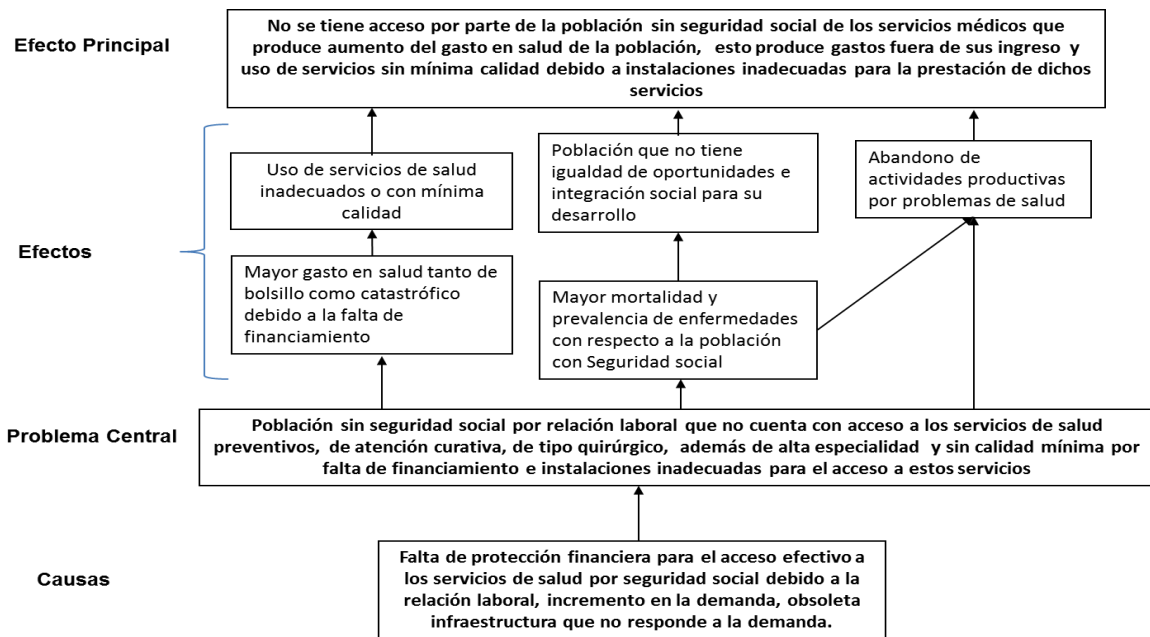 Efecto Principal
No se tiene acceso por parte de la población sin seguridad social de los servicios médicos que
produce aumento del gasto en salud de la población, esto produce gastos fuera de sus ingreso y
uso de servicios sin mínima calidad debido a instalaciones inadecuadas para la prestación de dichos
servicios
Efectos
Uso de servicios de salud
inadecuados o con mínima
calidad
Población que no tiene
igualdad de oportunidades e
integración social para su
desarrollo
Abandono de
actividades productivas
por problemas de salud
Mayor gasto en salud tanto de
bolsillo como catastrófico
debido a la falta de
financiamiento
Mayor mortalidad y
prevalencia de enfermedades
con respecto a la población
con Seguridad social
Problema Central
Población sin seguridad social por relación laboral que no cuenta con acceso a los servicios de salud
preventivos, de atención curativa, de tipo quirúrgico, además de alta especialidad y sin calidad mínima por
falta de financiamiento e instalaciones inadecuadas para el acceso a estos servicios
Causas
Falta de protección financiera para el acceso efectivo a
los servicios de salud por seguridad social debido a la
relación laboral, incremento en la demanda, obsoleta
infraestructura que no responde a la demanda.